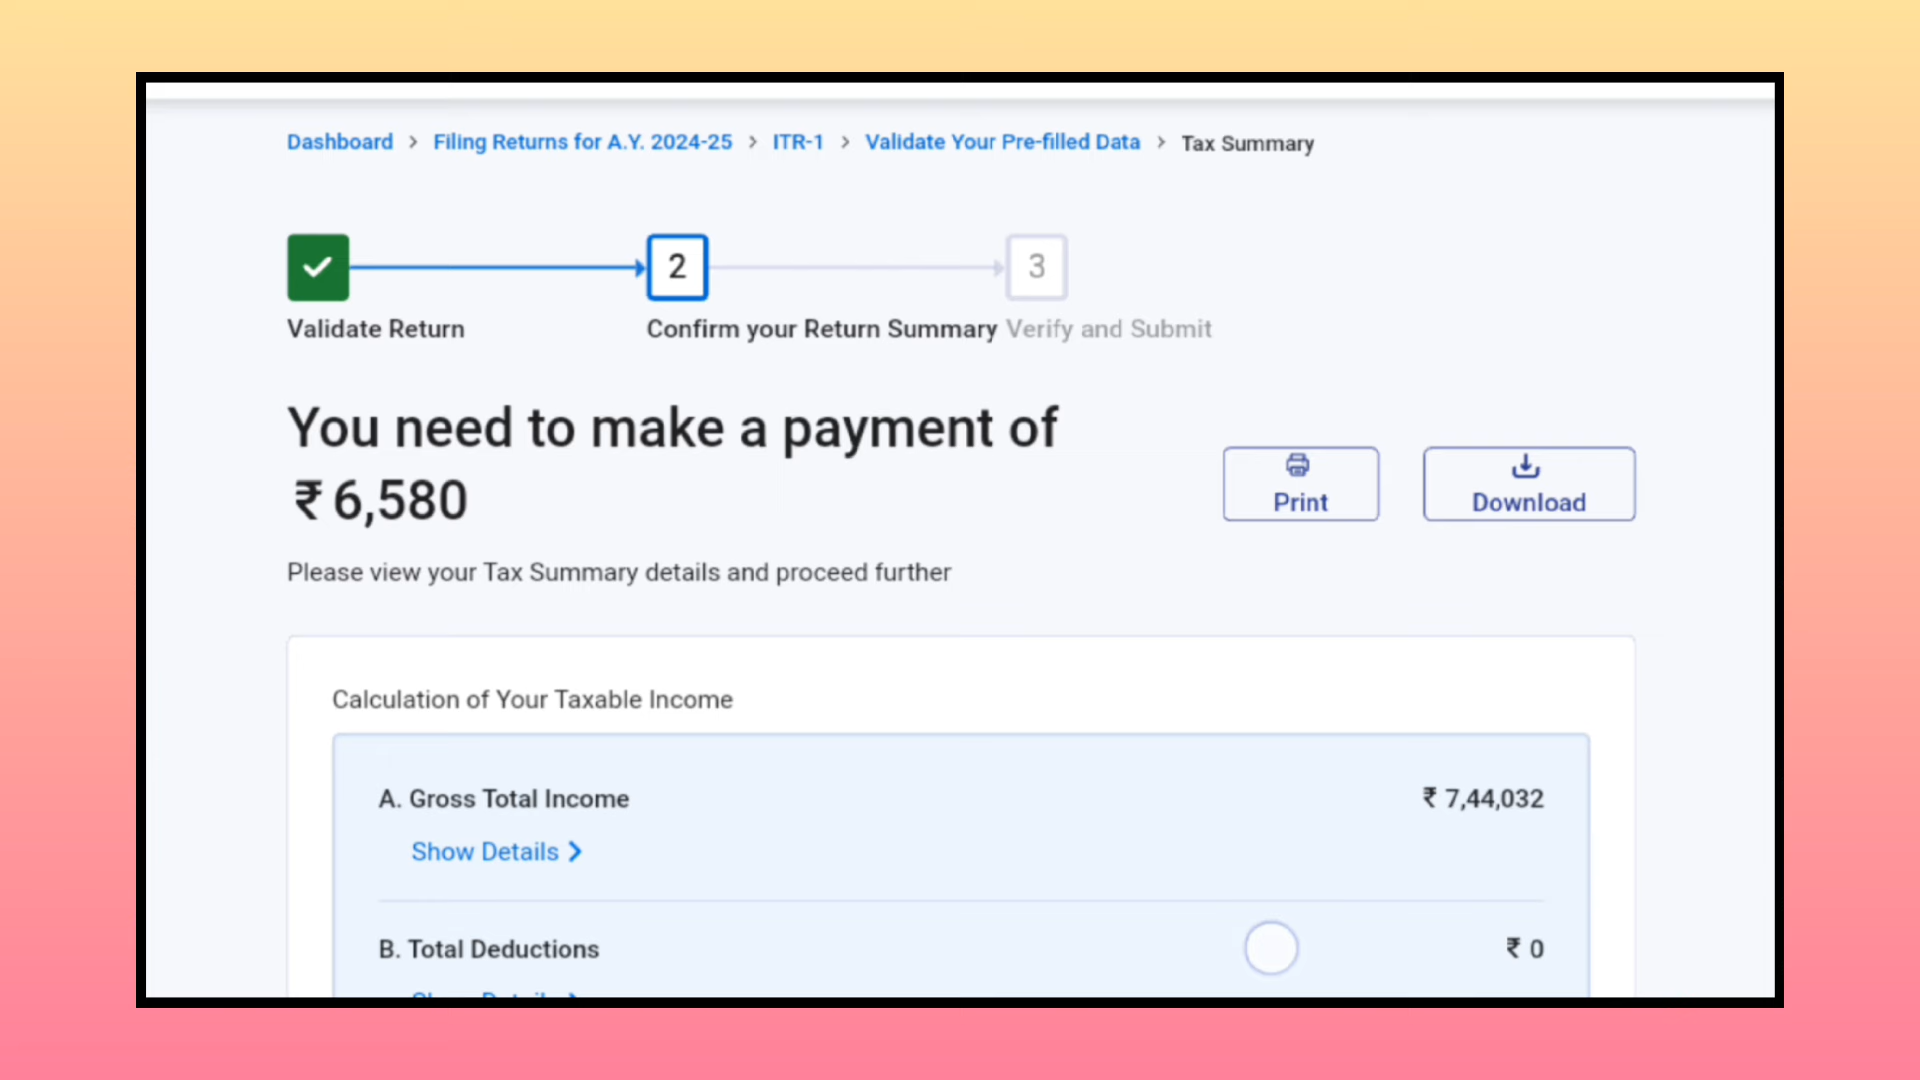 Dashboard > Filing Returns for A.Y. 2024-25 > ITR-1 > Validate Your Pre-filled Data > Tax Summary
2 3
Validate Return Confirm your Return Summary Verify and Submit
You need to make a payment of
₹ 6,580
Print Download
Please view your Tax Summary details and proceed further
Calculation of Your Taxable Income
A. Gross Total Income ₹ 7,44,032
Show Details >
B. Total Deductions ₹ 0